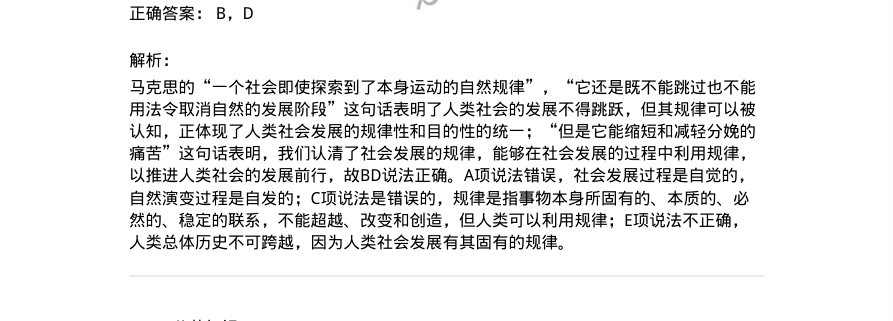 正确答案： B，D
解析：
马克思的“一个社会即使探索到了本身运动的自然规律”，“它还是既不能跳过也不能
用法令取消自然的发展阶段”这句话表明了人类社会的发展不得跳跃，但其规律可以被
认知，正体现了人类社会发展的规律性和目的性的统一；“但是它能缩短和减轻分娩的
痛苦”这句话表明，我们认清了社会发展的规律，能够在社会发展的过程中利用规律，
以推进人类社会的发展前行，故BD说法正确。A项说法错误，社会发展过程是自觉的，
自然演变过程是自发的；C项说法是错误的，规律是指事物本身所固有的、本质的、必
然的、稳定的联系，不能超越、改变和创造，但人类可以利用规律；E项说法不正确，
人类总体历史不可跨越，因为人类社会发展有其固有的规律。